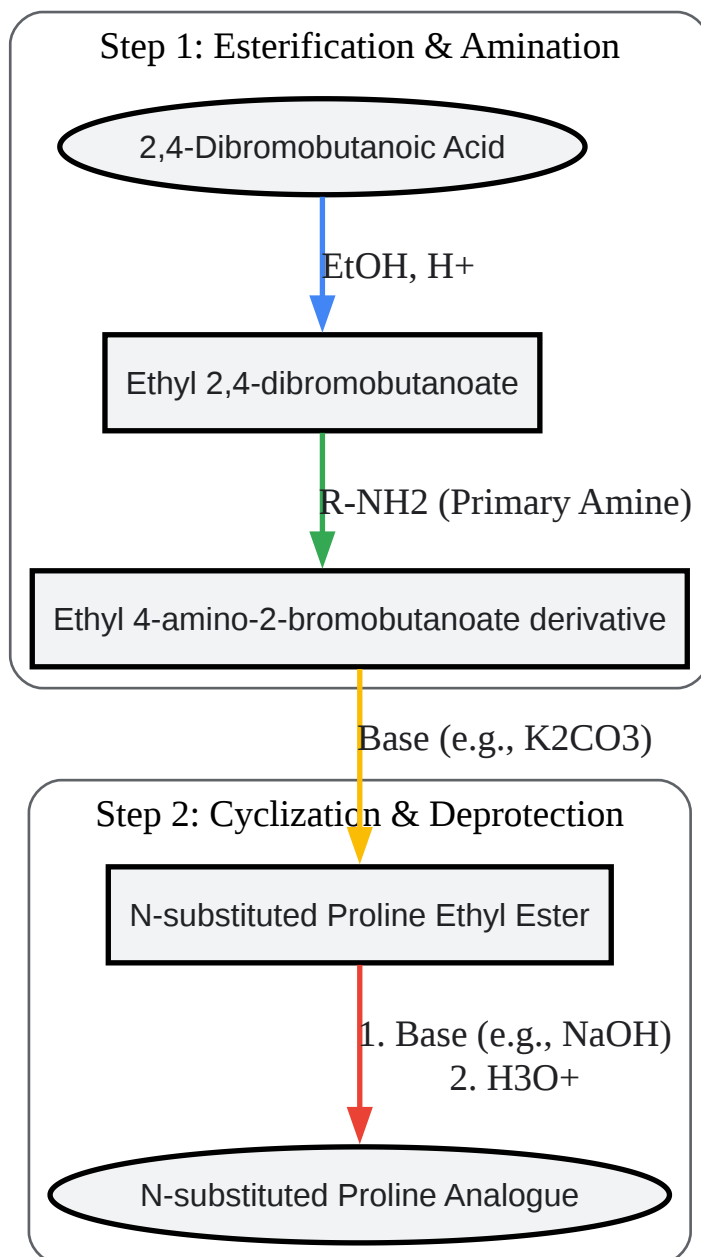 Step 1: Esterification & Amination
2,4-Dibromobutanoic Acid
EtOH, H+
Ethyl 2,4-dibromobutanoate
R-NH2 (Primary Amine)
Ethyl 4-amino-2-bromobutanoate derivative
Base (e.g., K2CO3)
Step 2: Cyclization & Deprotection
N-substituted Proline Ethyl Ester
1. Base (e.g., NaOH)
2. H3O+
N-substituted Proline Analogue